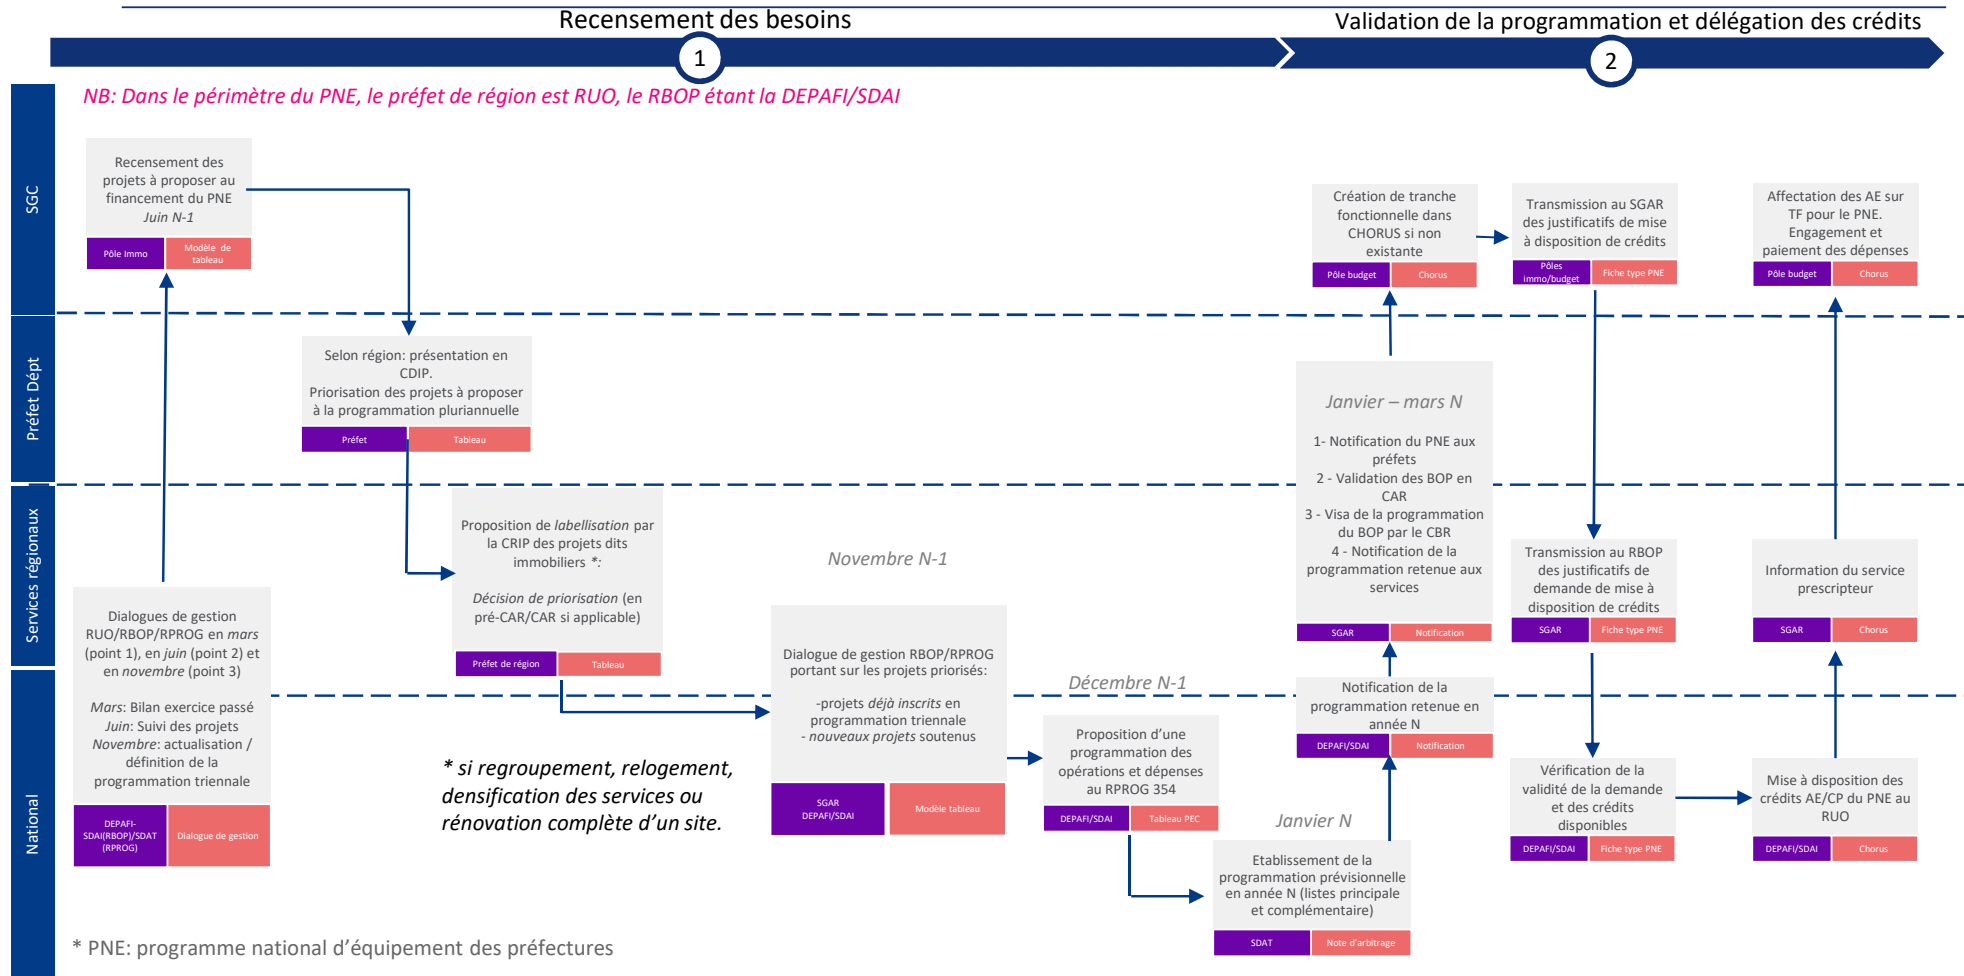 Recensement des besoins
Validation de la programmation et délégation des crédits
1
2
NB: Dans le périmètre du PNE, le préfet de région est RUO, le RBOP étant la DEPAFI/SDAI
SGC
Recensement des
projets à proposer au
financement du PNE
Juin N-1
Pôle Immo
Modèle de
tableau
Création de tranche
fonctionnelle dans
CHORUS si non
existante
Pôle budget
Chorus
Transmission au SGAR
des justificatifs de mise
à disposition de crédits
Pôles
immo/budget
Fiche type PNE
Affectation des AE sur
TF pour le PNE.
Engagement et
paiement des dépenses
Pôle budget
Chorus
Préfet Dépt
Selon région: présentation en
CDIP.
Priorisation des projets à proposer
à la programmation pluriannuelle
Préfet
Tableau
Janvier – mars N
1- Notification du PNE aux
préfets
2 - Validation des BOP en
CAR
3 - Visa de la programmation
du BOP par le CBR
4 - Notification de la
programmation retenue aux
services
SGAR
Notification
Services régionaux
Proposition de labellisation par
la CRIP des projets dits
immobiliers *:
Décision de priorisation (en
pré-CAR/CAR si applicable)
Préfet de région
Tableau
Novembre N-1
Transmission au RBOP
des justificatifs de
demande de mise à
disposition de crédits
SGAR
Fiche type PNE
Information du service
prescripteur
SGAR
Chorus
Dialogues de gestion
RUO/RBOP/RPROG en mars
(point 1), en juin (point 2) et
en novembre (point 3)
Mars: Bilan exercice passé
Juin: Suivi des projets
Novembre: actualisation /
définition de la
programmation triennale
DEPAFI-
SDAI(RBOP)/SDAT
(RPROG)
Dialogue de gestion
National
Dialogue de gestion RBOP/RPROG
portant sur les projets priorisés:
-projets déjà inscrits en
programmation triennale
- nouveaux projets soutenus
SGAR
DEPAFI/SDAI
Modèle tableau
* si regroupement, relogement,
densification des services ou
rénovation complète d'un site.
Décembre N-1
Proposition d'une
programmation des
opérations et dépenses
au RPROG 354
DEPAFI/SDAI
Tableau PEC
Notification de la
programmation retenue en
année N
DEPAFI/SDAI
Notification
Janvier N
Etablissement de la
programmation prévisionnelle
en année N (listes principale
et complémentaire)
SDAT
Note d'arbitrage
Vérification de la
validité de la demande
et des crédits
disponibles
DEPAFI/SDAI
Fiche type PNE
Mise à disposition des
crédits AE/CP du PNE au
RUO
DEPAFI/SDAI
Chorus
* PNE: programme national d'équipement des préfectures